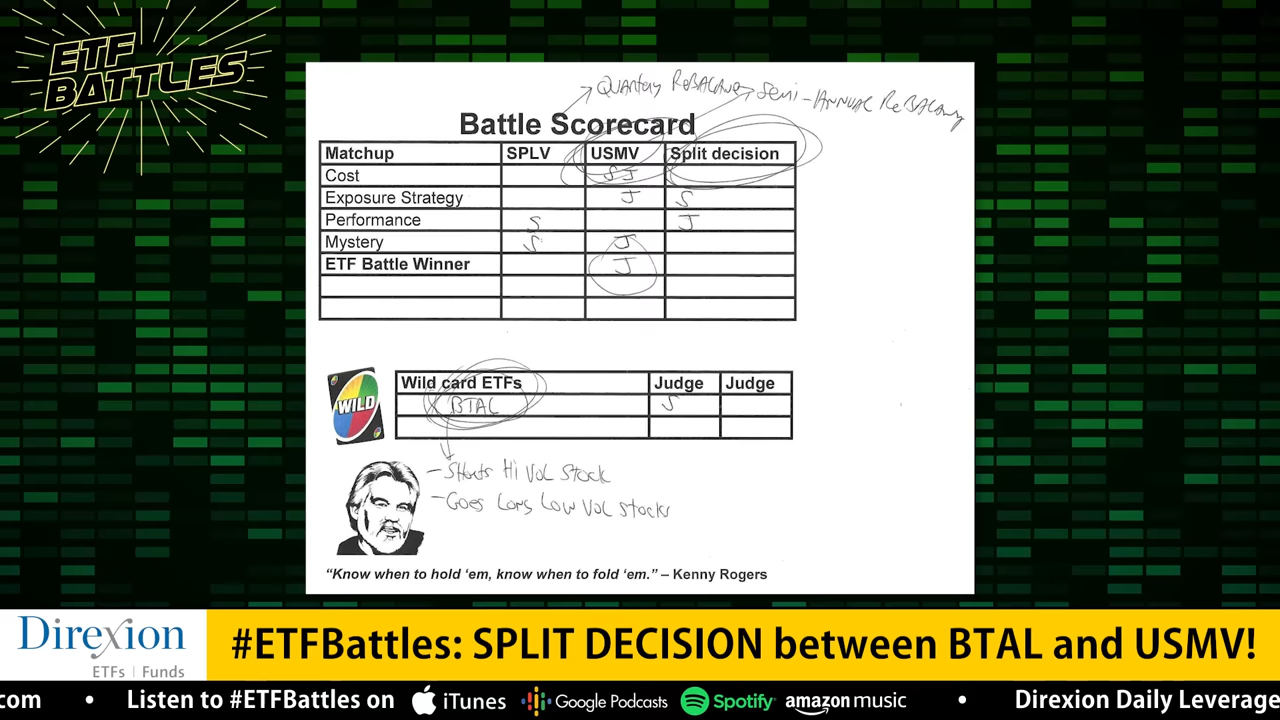 ETF
BATTLES
Quarterly ReBalance
Semi-Annual ReBalancing
Battle Scorecard
Matchup SPLV USMV Split decision
Cost S J
Exposure Strategy J S
Performance S J
Mystery S J
ETF Battle Winner J
WILD
Wild card ETFs Judge Judge
BTAL S
- Shorts Hi Vol Stock
- Goes Long Low Vol Stocks
“Know when to hold ‘em, know when to fold ‘em.” – Kenny Rogers
Direxion
ETFs | Funds
#ETFBattles: SPLIT DECISION between BTAL and USMV!
com • Listen to #ETFBattles on iTunes Google Podcasts Spotify amazon music • Direxion Daily Leverage